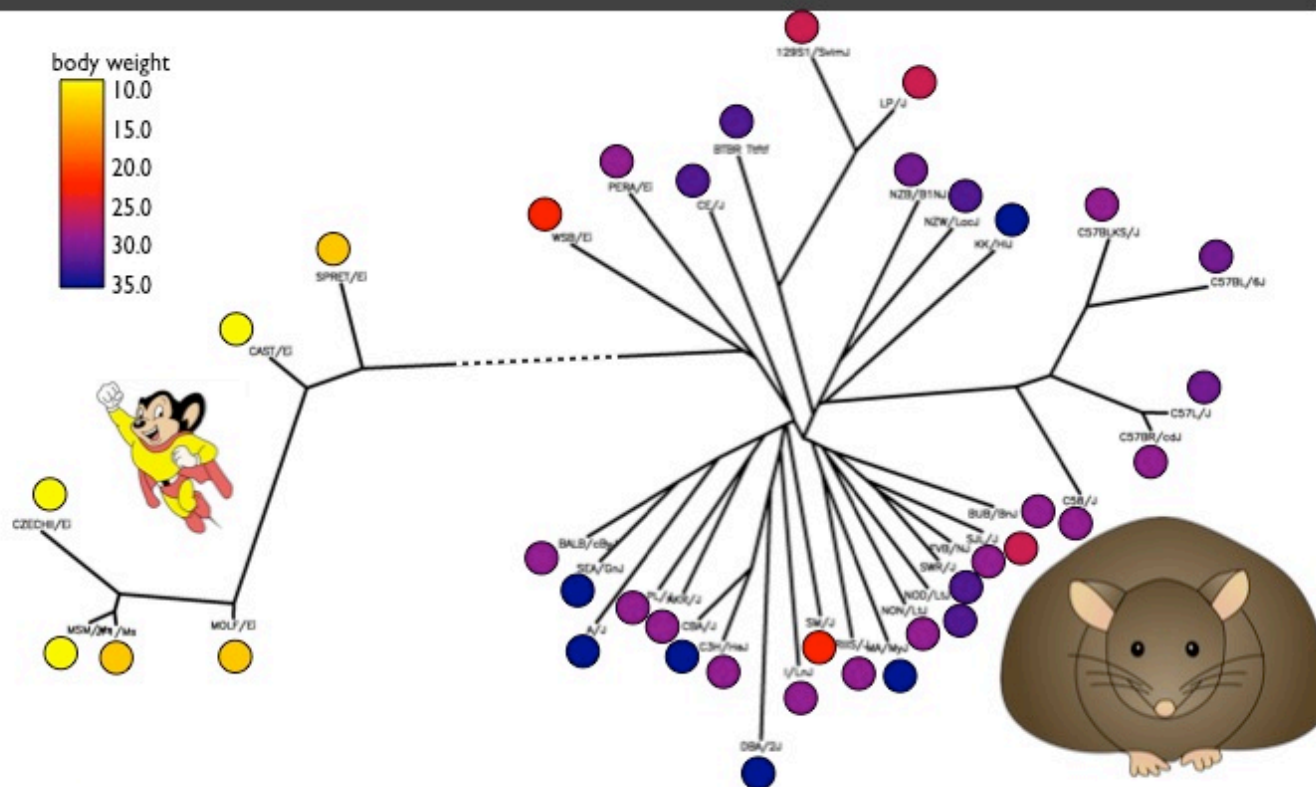 body weight
10.0
15.0
20.0
25.0
30.0
35.0
129S1/SvImJ
LP/J
BTBR Ttftf
PERA/Ei
CE/J
WSB/Ei
NZB/B1NJ
NZW/LacJ
KK/HlJ
C57BLKS/J
C57BL/6J
SPRET/Ei
CAST/Ei
C57L/J
C57BR/cdJ
CZECHII/Ei
MOLF/Ei
C58/J
BUB/BnJ
SJL/J
FVB/NJ
SWR/J
NOD/LtJ
NON/LtJ
BALB/cByJ
SEA/GnJ
A/J
CBA/J
C3H/HeJ
I/LnJ
SM/J
MA/MyJ
DBA/2J